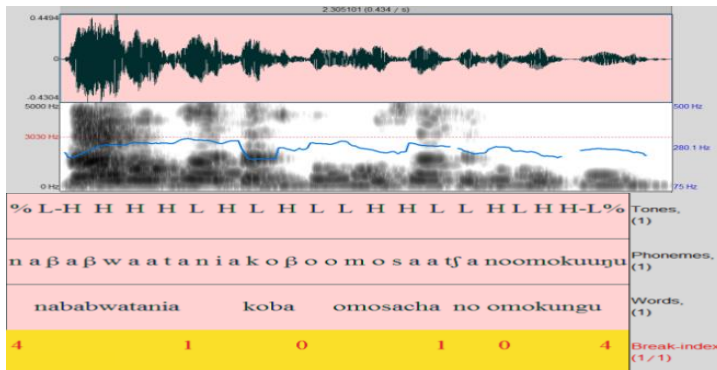 2.305101 (0.434 / s)
0.4494
0
-0.4304
5000 Hz 500 Hz
3030 Hz 280.1 Hz
0 Hz 75 Hz
% L-H H H H L H L H L L H H L L H L H H-L% Tones, (1)
n a β a β w a a t a n i a k o β o o m o s a a tʃ a n o o m o k u u ŋ u Phonemes, (1)
nababwatania koba omosacha no omokungu Words, (1)
4 1 0 1 0 4 Break-index (1/1)